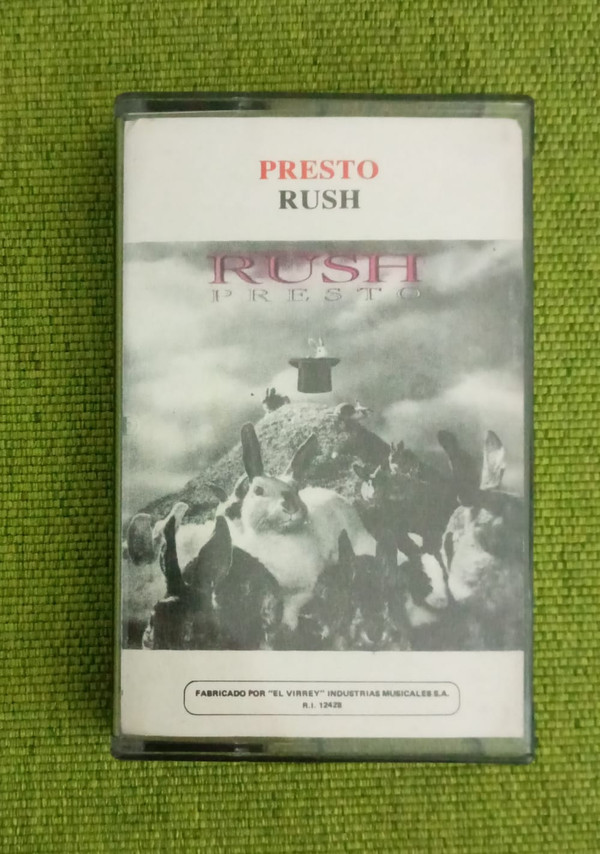 PRESTO
RUSH
RUSH
PRESTO
FABRICADO POR "EL VIRREY" INDUSTRIAS MUSICALES S.A.
R.I. 12428